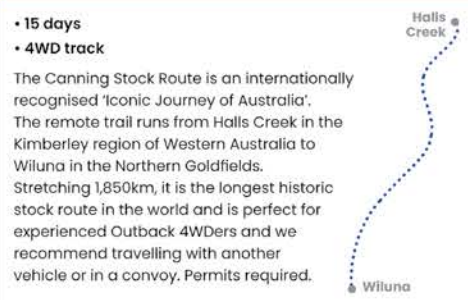 • 15 days
• 4WD track
The Canning Stock Route is an internationally
recognised ‘Iconic Journey of Australia’.
The remote trail runs from Halls Creek in the
Kimberley region of Western Australia to
Wiluna in the Northern Goldfields.
Stretching 1,850km, it is the longest historic
stock route in the world and is perfect for
experienced Outback 4WDers and we
recommend travelling with another
vehicle or in a convoy. Permits required.
Halls
Creek
Wiluna